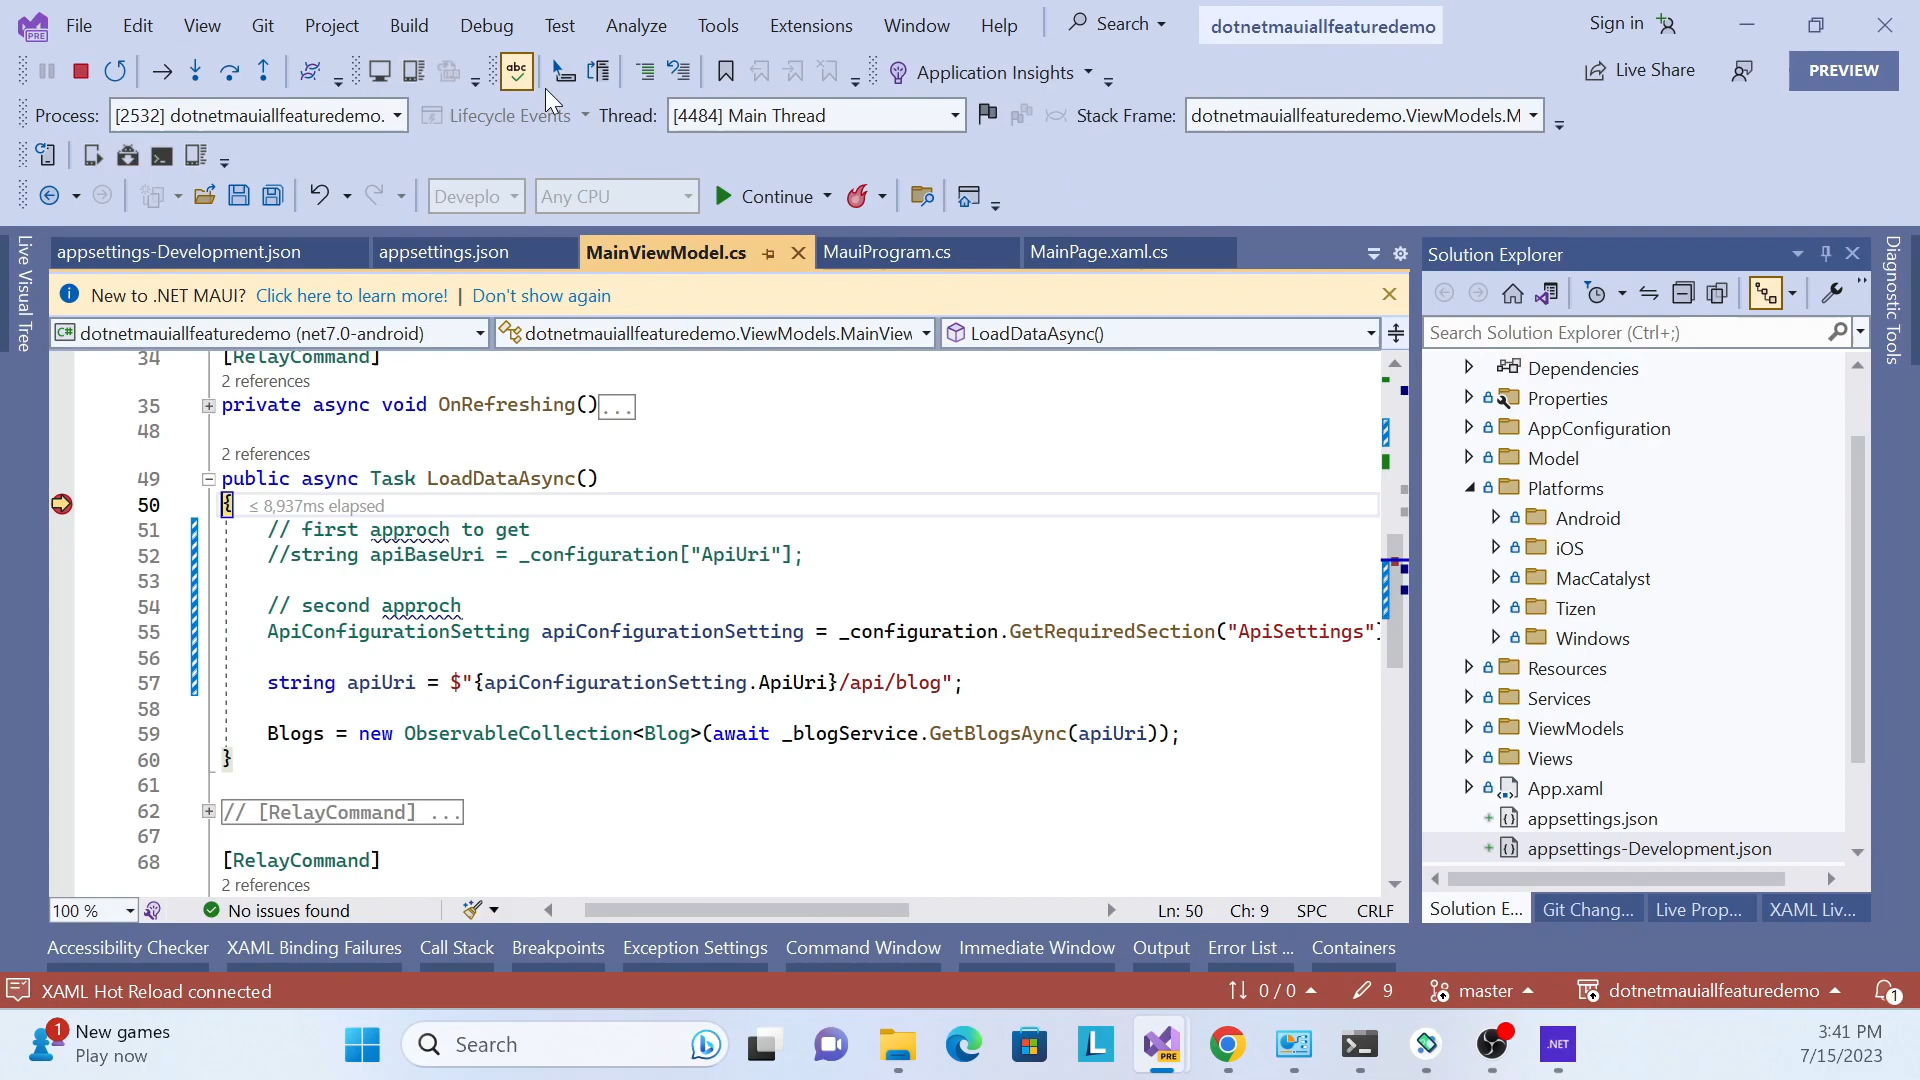 File Edit View Git Project Build Debug Test Analyze Tools Extensions Window Help Search dotnetmauiallfeaturedemo Sign in
PRE
abc Application Insights Live Share PREVIEW
Process: [2532] dotnetmauiallfeaturedemo. Lifecycle Events Thread: [4484] Main Thread Stack Frame: dotnetmauiallfeaturedemo.ViewModels.M
Develo Any CPU Continue
Live Visual Tree
appsettings-Development.json appsettings.json MainViewModel.cs MauiProgram.cs MainPage.xaml.cs
New to .NET MAUI? Click here to learn more! | Don't show again
C# dotnetmauiallfeaturedemo (net7.0-android) dotnetmauiallfeaturedemo.ViewModels.MainView LoadDataAsync()
34 [RelayCommand]
2 references
35 private async void OnRefreshing()...
48
2 references
49 public async Task LoadDataAsync()
50 { ≤ 8,937ms elapsed
51 // first approch to get
52 //string apiBaseUri = _configuration["ApiUri"];
53
54 // second approch
55 ApiConfigurationSetting apiConfigurationSetting = _configuration.GetRequiredSection("ApiSettings")
56
57 string apiUri = $"{apiConfigurationSetting.ApiUri}/api/blog";
58
59 Blogs = new ObservableCollection<Blog>(await _blogService.GetBlogsAync(apiUri));
60 }
61
62 // [RelayCommand] ...
67
68 [RelayCommand]
2 references
100 % No issues found Ln: 50 Ch: 9 SPC CRLF
Solution Explorer
Search Solution Explorer (Ctrl+;)
Dependencies
Properties
AppConfiguration
Model
Platforms
Android
iOS
MacCatalyst
Tizen
Windows
Resources
Services
ViewModels
Views
App.xaml
appsettings.json
appsettings-Development.json
Solution E... Git Chang... Live Prop... XAML Liv...
Diagnostic Tools
Accessibility Checker XAML Binding Failures Call Stack Breakpoints Exception Settings Command Window Immediate Window Output Error List ... Containers
XAML Hot Reload connected 0 / 0 9 master dotnetmauiallfeaturedemo 1
1 New games
Play now
Search
L
PRE
.NET
3:41 PM
7/15/2023